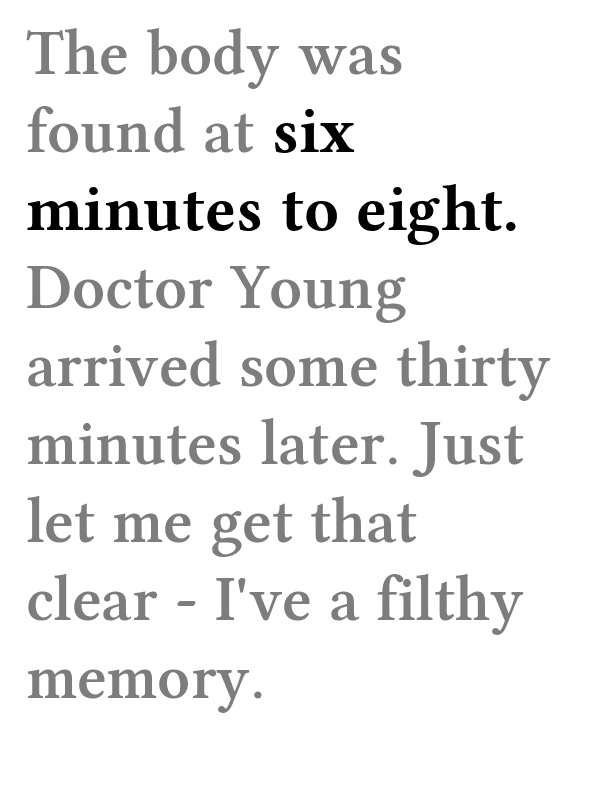 The body was
found at six
minutes to eight.
Doctor Young
arrived some thirty
minutes later. Just
let me get that
clear - I've a filthy
memory.